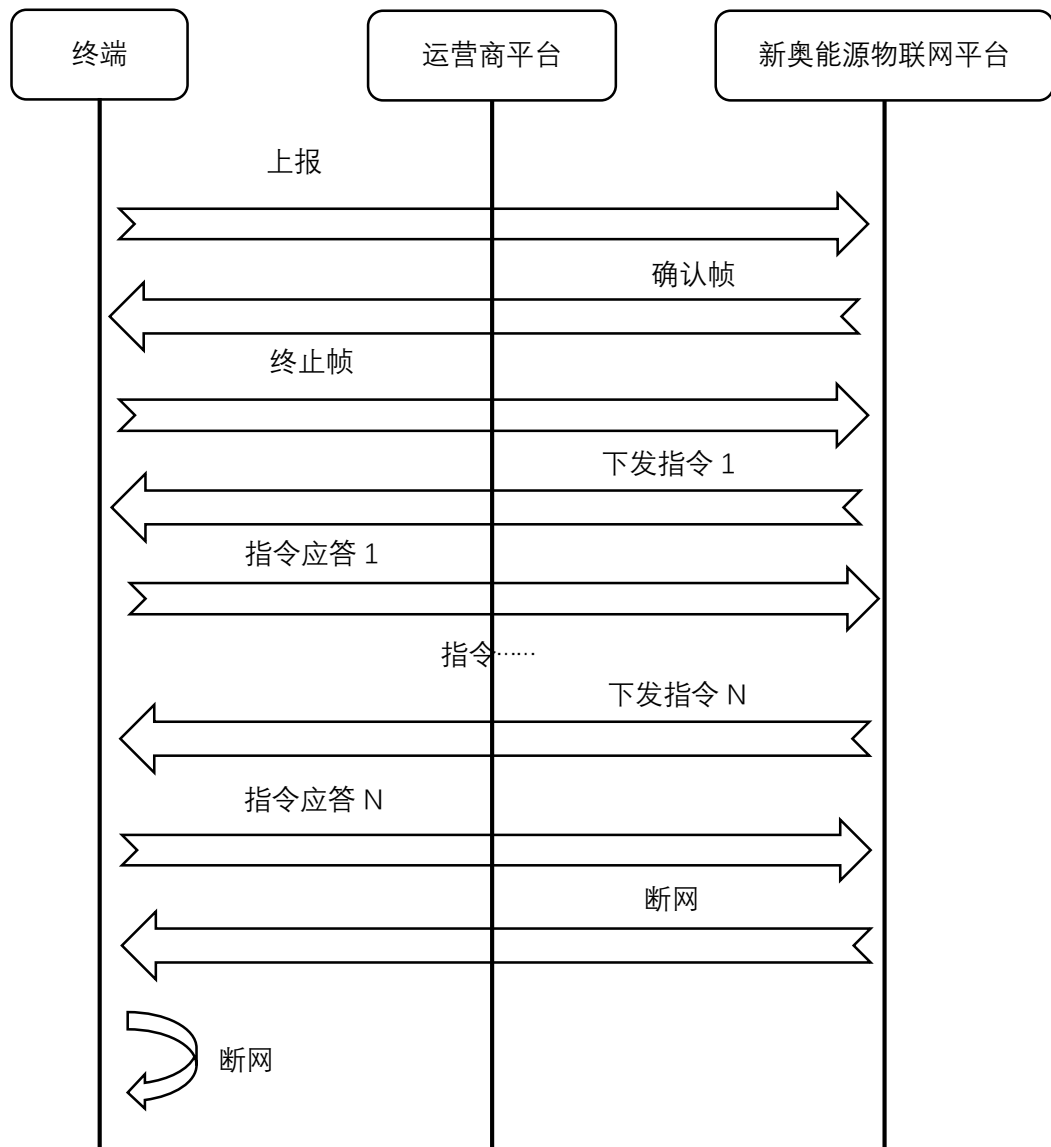 终端
运营商平台
新奥能源物联网平台
上报
确认帧
终止帧
下发指令 1
指令应答 1
指令……
下发指令 N
指令应答 N
断网
断网